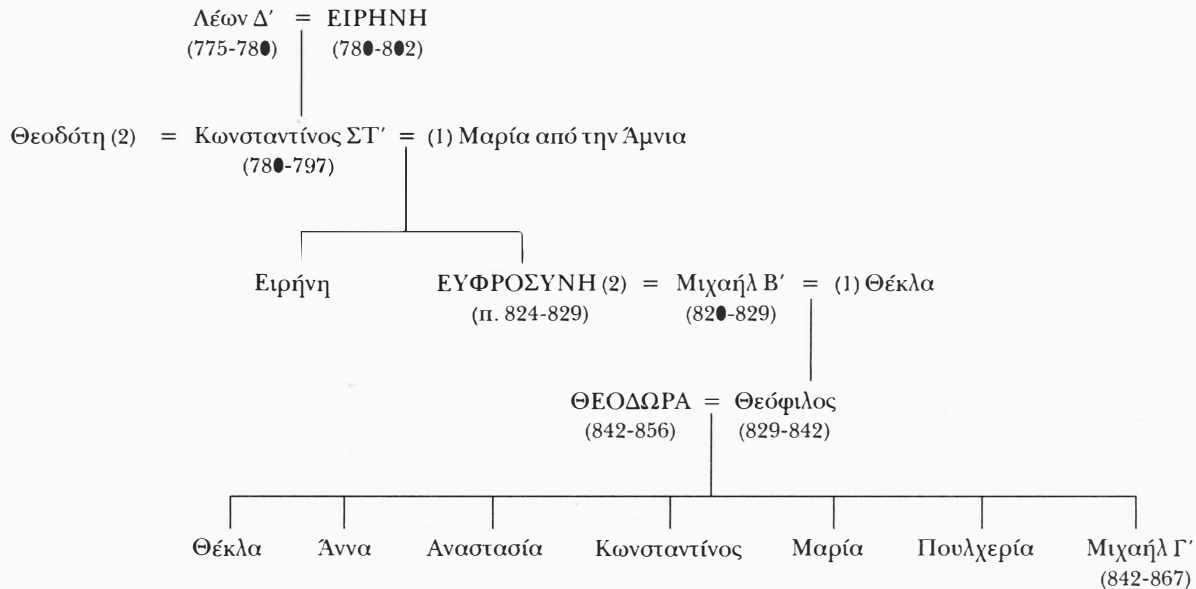 Λέων Δ′ = ΕΙΡΗΝΗ
(775-780) (780-802)
Θεοδότη (2) = Κωνσταντίνος ΣΤ′ = (1) Μαρία από την Άμνια
(780-797)
Ειρήνη ΕΥΦΡΟΣΥΝΗ (2) = Μιχαήλ Β′ = (1) Θέκλα
(π. 824-829) (820-829)
ΘΕΟΔΩΡΑ = Θεόφιλος
(842-856) (829-842)
Θέκλα Άννα Αναστασία Κωνσταντίνος Μαρία Πουλχερία Μιχαήλ Γ′
(842-867)